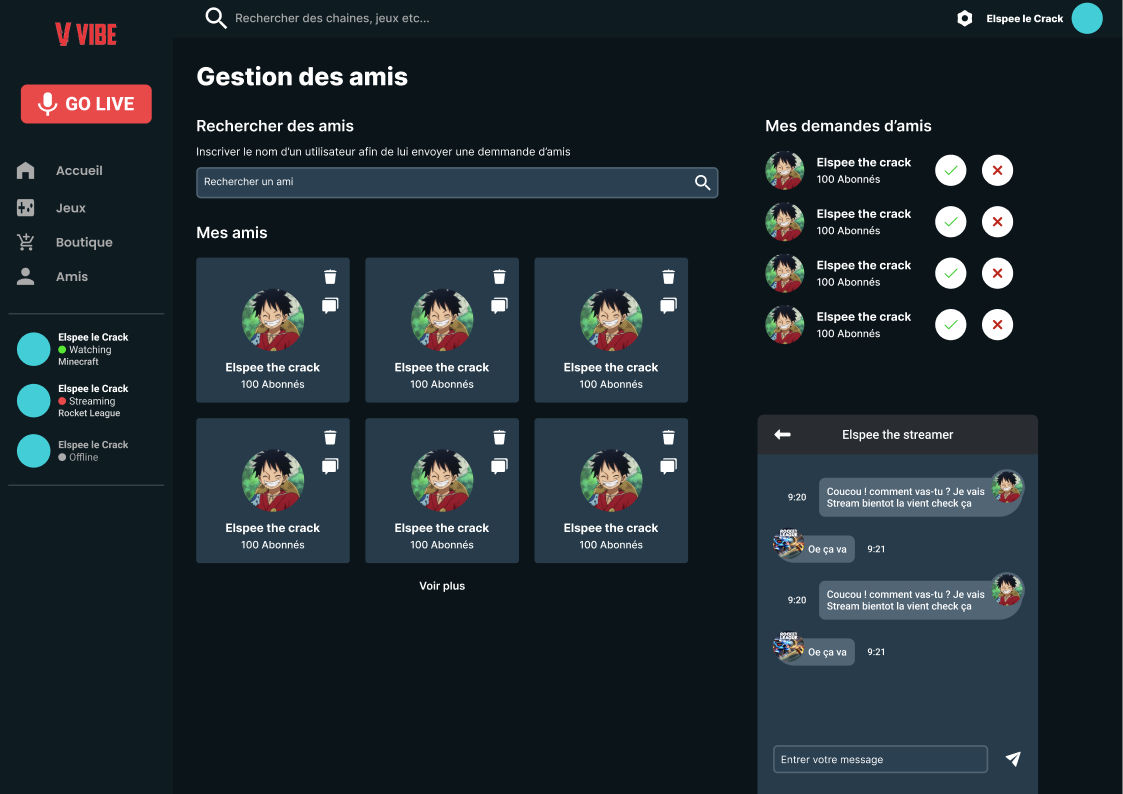 V VIBE
Rechercher des chaines, jeux etc...
Elspee le Crack
GO LIVE
Accueil
Jeux
Boutique
Amis
Elspee le Crack
Watching
Minecraft
Elspee le Crack
Streaming
Rocket League
Elspee le Crack
Offline
Gestion des amis
Rechercher des amis
Inscriver le nom d’un utilisateur afin de lui envoyer une demmande d’amis
Rechercher un ami
Mes amis
Elspee the crack
100 Abonnés
Elspee the crack
100 Abonnés
Elspee the crack
100 Abonnés
Elspee the crack
100 Abonnés
Elspee the crack
100 Abonnés
Elspee the crack
100 Abonnés
Voir plus
Mes demandes d’amis
Elspee the crack
100 Abonnés
Elspee the crack
100 Abonnés
Elspee the crack
100 Abonnés
Elspee the crack
100 Abonnés
Elspee the streamer
9:20
Coucou ! comment vas-tu ? Je vais
Stream bientot la vient check ça
ROCKET
LEAGUE
Oe ça va
9:21
9:20
Coucou ! comment vas-tu ? Je vais
Stream bientot la vient check ça
ROCKET
LEAGUE
Oe ça va
9:21
Entrer votre message